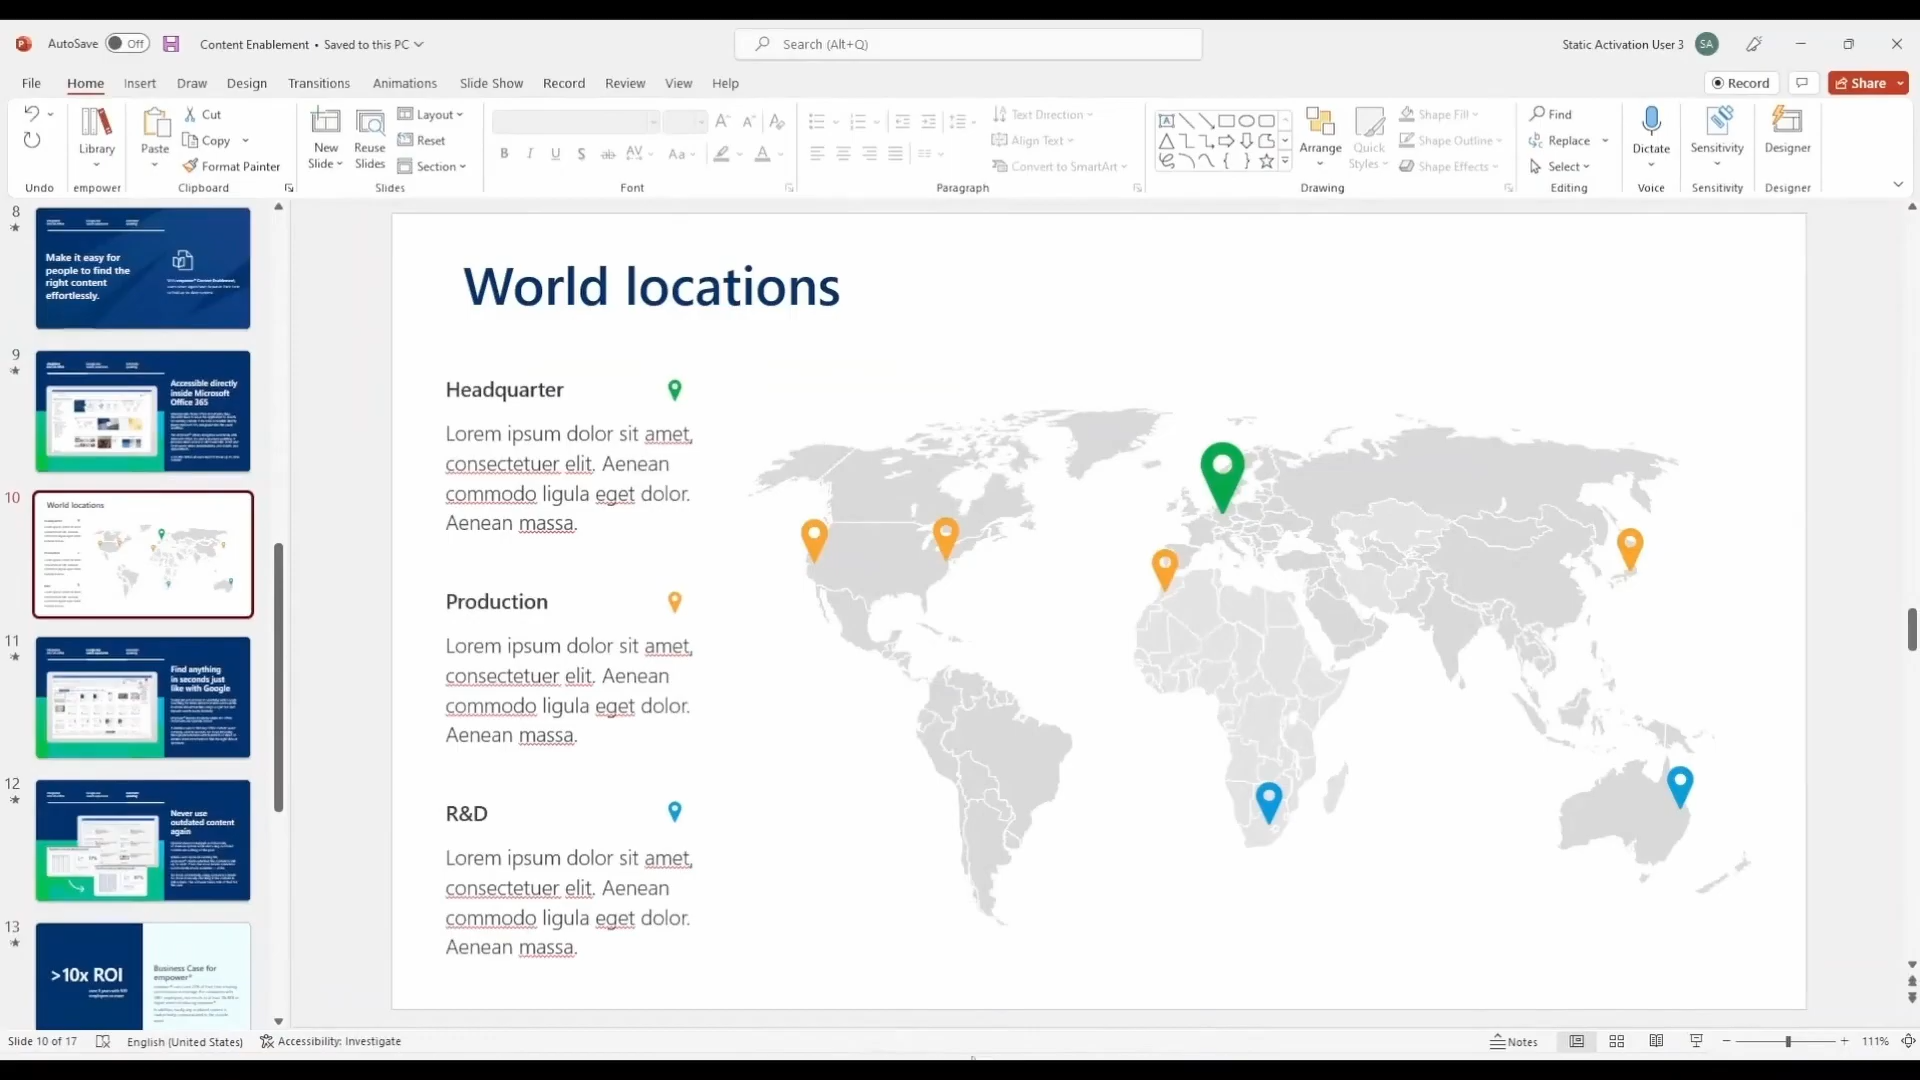 AutoSave Off Content Enablement • Saved to this PC
Search (Alt+Q)
Static Activation User 3 SA
File Home Insert Draw Design Transitions Animations Slide Show Record Review View Help
Record Share
Library
empower
Undo
Paste
Cut
Copy
Format Painter
Clipboard
New Slide
Reuse Slides
Layout
Reset
Section
Slides
B I U S ab AV Aa A
Font
Text Direction
Align Text
Convert to SmartArt
Paragraph
Arrange
Quick Styles
Shape Fill
Shape Outline
Shape Effects
Drawing
Find
Replace
Select
Editing
Dictate
Voice
Sensitivity
Sensitivity
Designer
Designer
8
Make it easy for
people to find the
right content
effortlessly.
9
Accessible directly
inside Microsoft
Office 365
10
World locations
11
Find anything
in seconds just
like with Google
12
Never use
outdated content
again
13
>10x ROI
Business Case for
empower®
World locations
Headquarter
Lorem ipsum dolor sit amet,
consectetuer elit. Aenean
commodo ligula eget dolor.
Aenean massa.
Production
Lorem ipsum dolor sit amet,
consectetuer elit. Aenean
commodo ligula eget dolor.
Aenean massa.
R&D
Lorem ipsum dolor sit amet,
consectetuer elit. Aenean
commodo ligula eget dolor.
Aenean massa.
Slide 10 of 17 English (United States) Accessibility: Investigate
Notes 111%